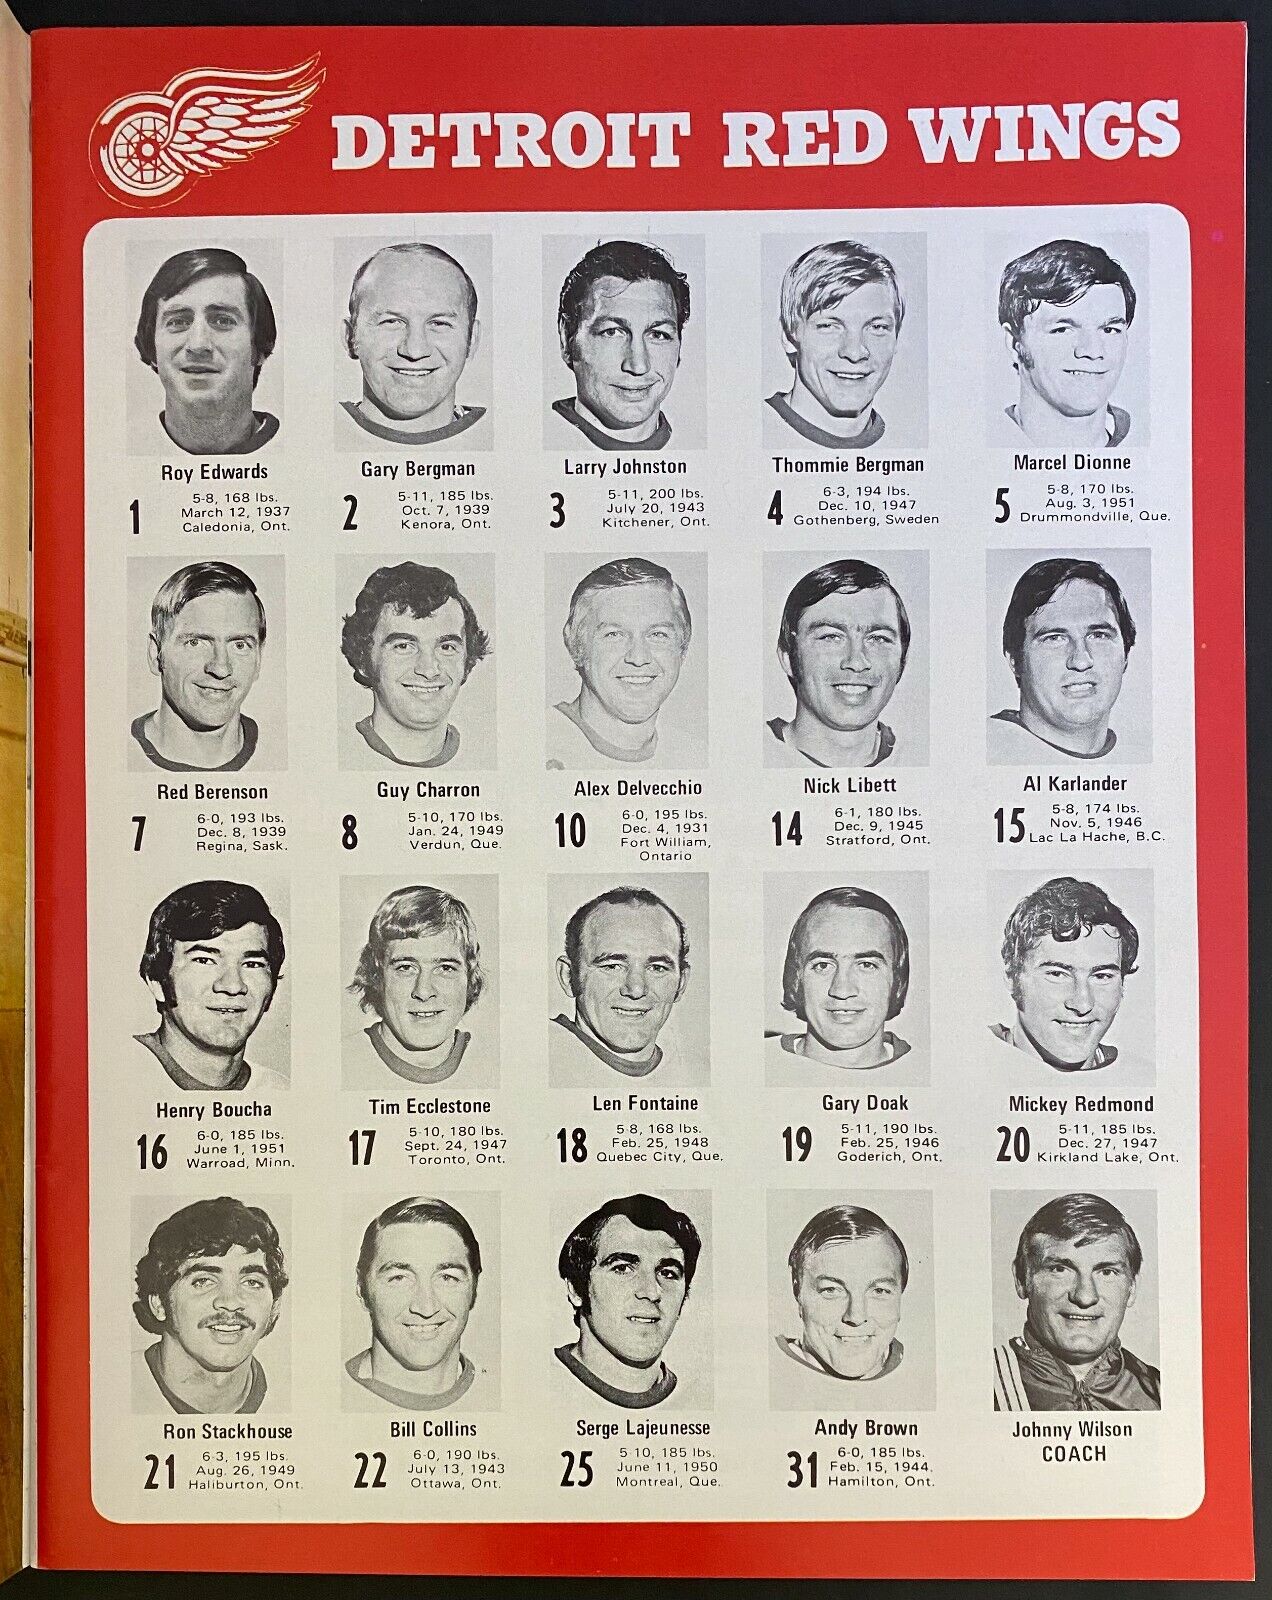 DETROIT RED WINGS
Roy Edwards
1
5-8, 168 lbs.
March 12, 1937
Caledonia, Ont.
Gary Bergman
2
5-11, 185 lbs.
Oct. 7, 1939
Kenora, Ont.
Larry Johnston
3
5-11, 200 lbs.
July 20, 1943
Kitchener, Ont.
Thommie Bergman
4
6-3, 194 lbs.
Dec. 10, 1947
Gothenberg, Sweden
Marcel Dionne
5
5-8, 170 lbs.
Aug. 3, 1951
Drummondville, Que.
Red Berenson
7
6-0, 193 lbs.
Dec. 8, 1939
Regina, Sask.
Guy Charron
8
5-10, 170 lbs.
Jan. 24, 1949
Verdun, Que.
Alex Delvecchio
10
6-0, 195 lbs.
Dec. 4, 1931
Fort William,
Ontario
Nick Libett
14
6-1, 180 lbs.
Dec. 9, 1945
Stratford, Ont.
Al Karlander
15
5-8, 174 lbs.
Nov. 5, 1946
Lac La Hache, B.C.
Henry Boucha
16
6-0, 185 lbs.
June 1, 1951
Warroad, Minn.
Tim Ecclestone
17
5-10, 180 lbs.
Sept. 24, 1947
Toronto, Ont.
Len Fontaine
18
5-8, 168 lbs.
Feb. 25, 1948
Quebec City, Que.
Gary Doak
19
5-11, 190 lbs.
Feb. 25, 1946
Goderich, Ont.
Mickey Redmond
20
5-11, 185 lbs.
Dec. 27, 1947
Kirkland Lake, Ont.
Ron Stackhouse
21
6-3, 195 lbs.
Aug. 26, 1949
Haliburton, Ont.
Bill Collins
22
6-0, 190 lbs.
July 13, 1943
Ottawa, Ont.
Serge Lajeunesse
25
5-10, 185 lbs.
June 11, 1950
Montreal, Que.
Andy Brown
31
6-0, 185 lbs.
Feb. 15, 1944.
Hamilton, Ont.
Johnny Wilson
COACH